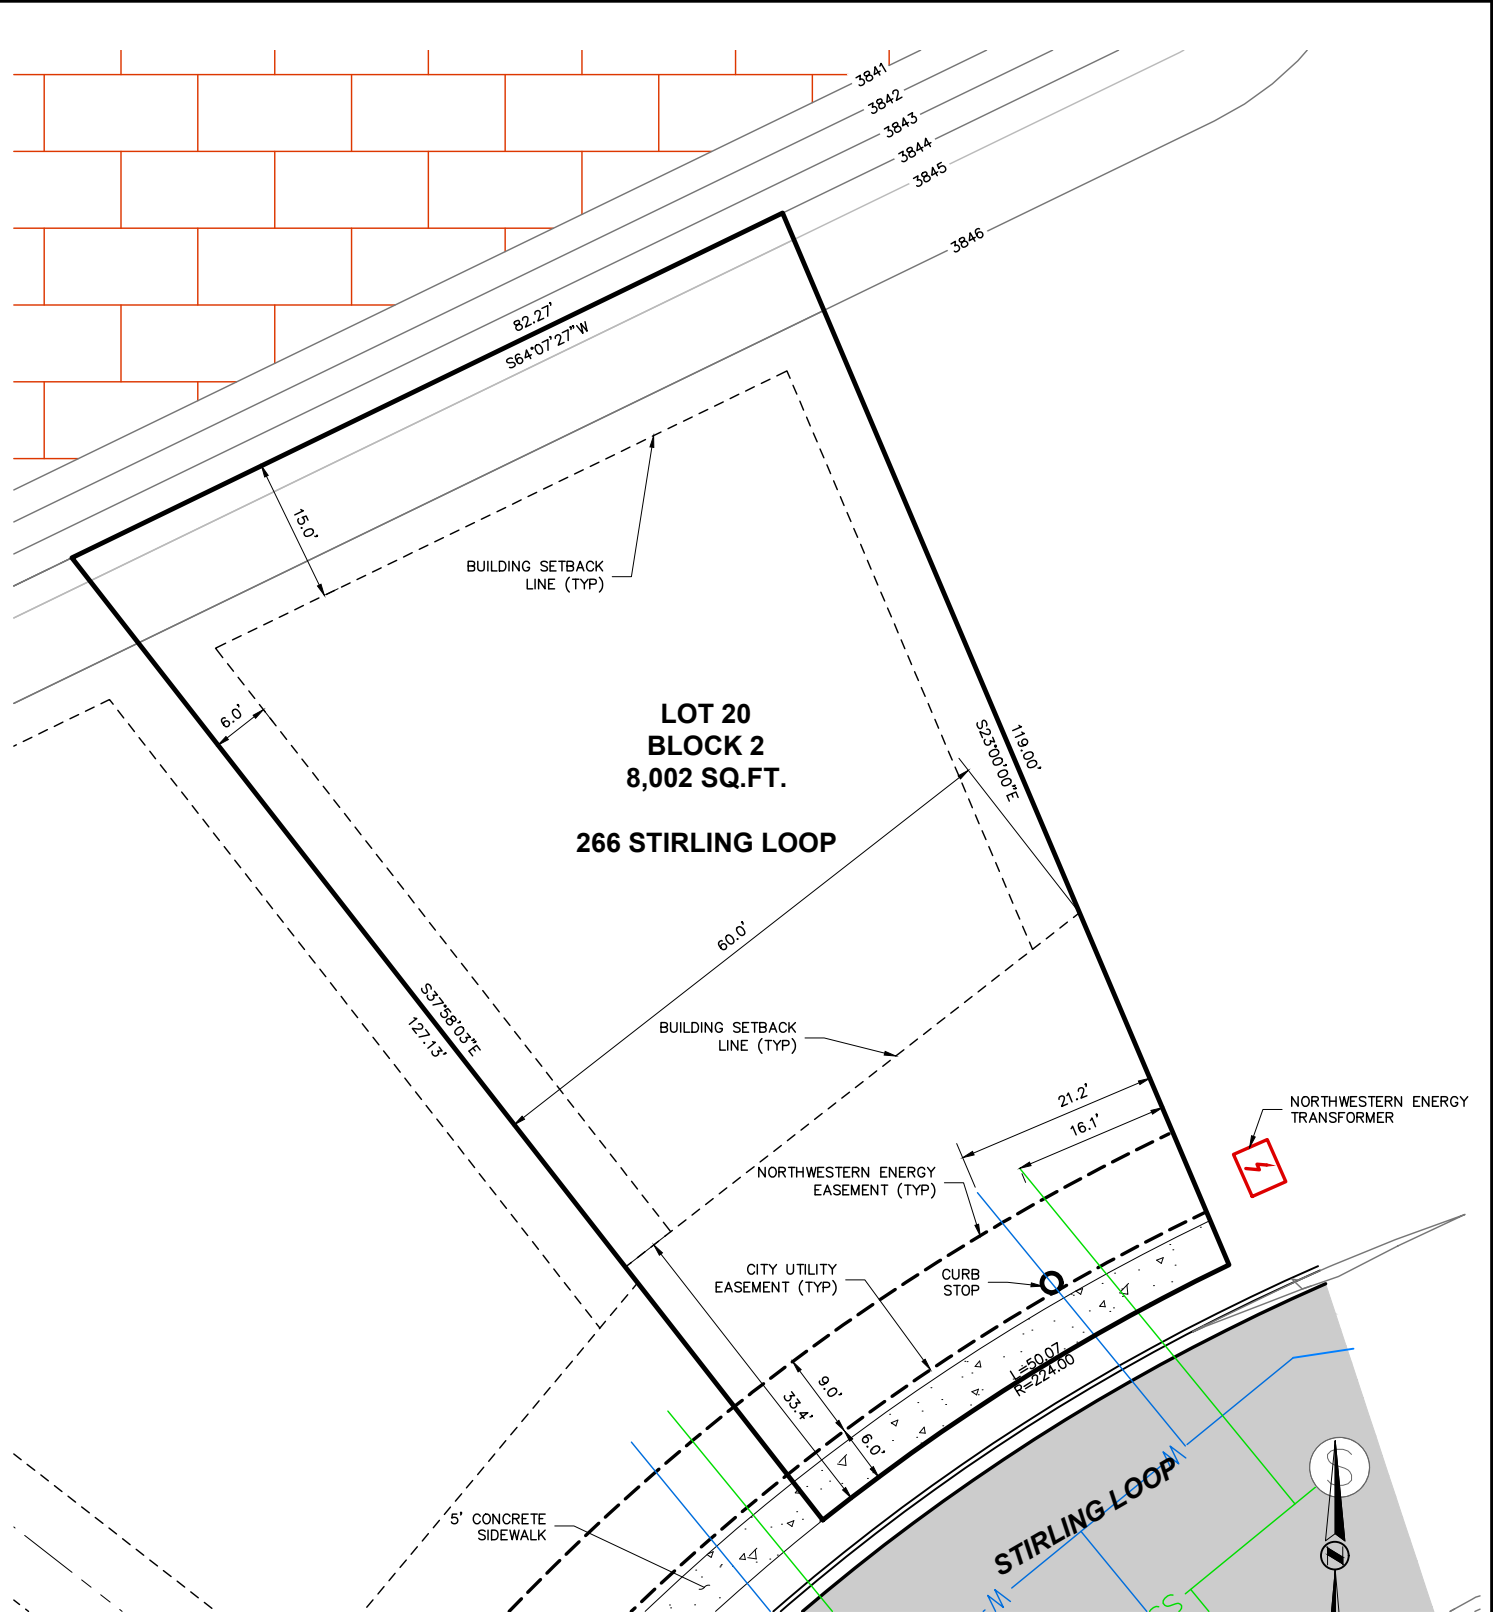 3841
3842
3843
3844
3845
3846
82.27'
S64°07'27"W
15.0'
BUILDING SETBACK
LINE (TYP)
6.0'
LOT 20
BLOCK 2
8,002 SQ.FT.
266 STIRLING LOOP
119.00'
S23°00'00"E
60.0'
S37°58'03"E
127.13'
BUILDING SETBACK
LINE (TYP)
21.2'
16.1'
NORTHWESTERN ENERGY
TRANSFORMER
NORTHWESTERN ENERGY
EASEMENT (TYP)
CITY UTILITY
EASEMENT (TYP)
CURB
STOP
L=50.07
R=224.00
9.0'
33.4'
6.0'
5' CONCRETE
SIDEWALK
STIRLING LOOP
W
W
S
SS
N